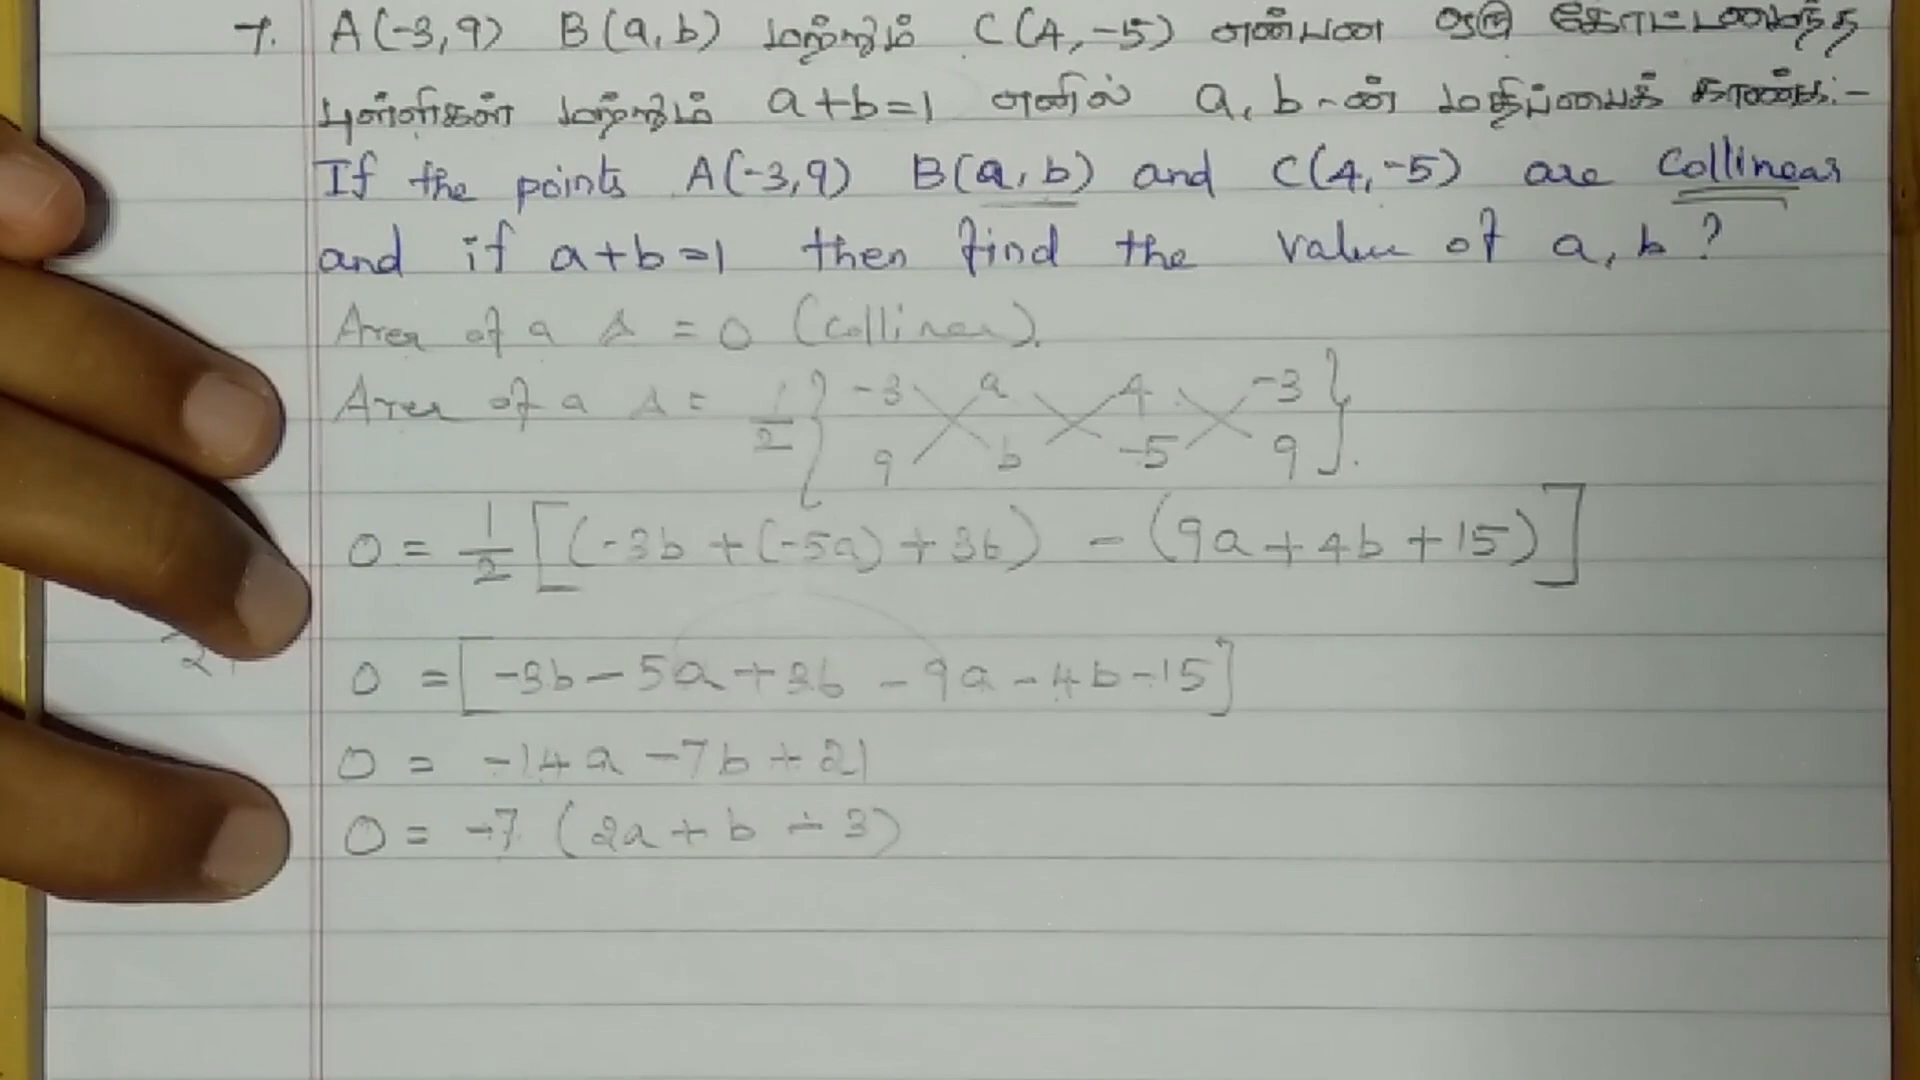 7. A(-3,9) B(a,b) மற்றும் C(4,-5) என்பன ஒரு கோட்டமைந்த
புள்ளிகள் மற்றும் a+b=1 எனில் a,b-ன் மதிப்பைக் காண்க:-
If the points A(-3,9) B(a,b) and C(4,-5) are Collinear
and if a+b=1 then find the value of a,b?
Area of a Δ = 0 (Collinear).
Area of a Δ = 1/2 { -3 a 4 -3
9 b -5 9 }.
0 = 1/2 [(-3b+(-5a)+36) - (9a+4b+15)]
0 = [-3b-5a+36-9a-4b-15]
0 = -14a-7b+21
0 = -7 (2a+b-3)